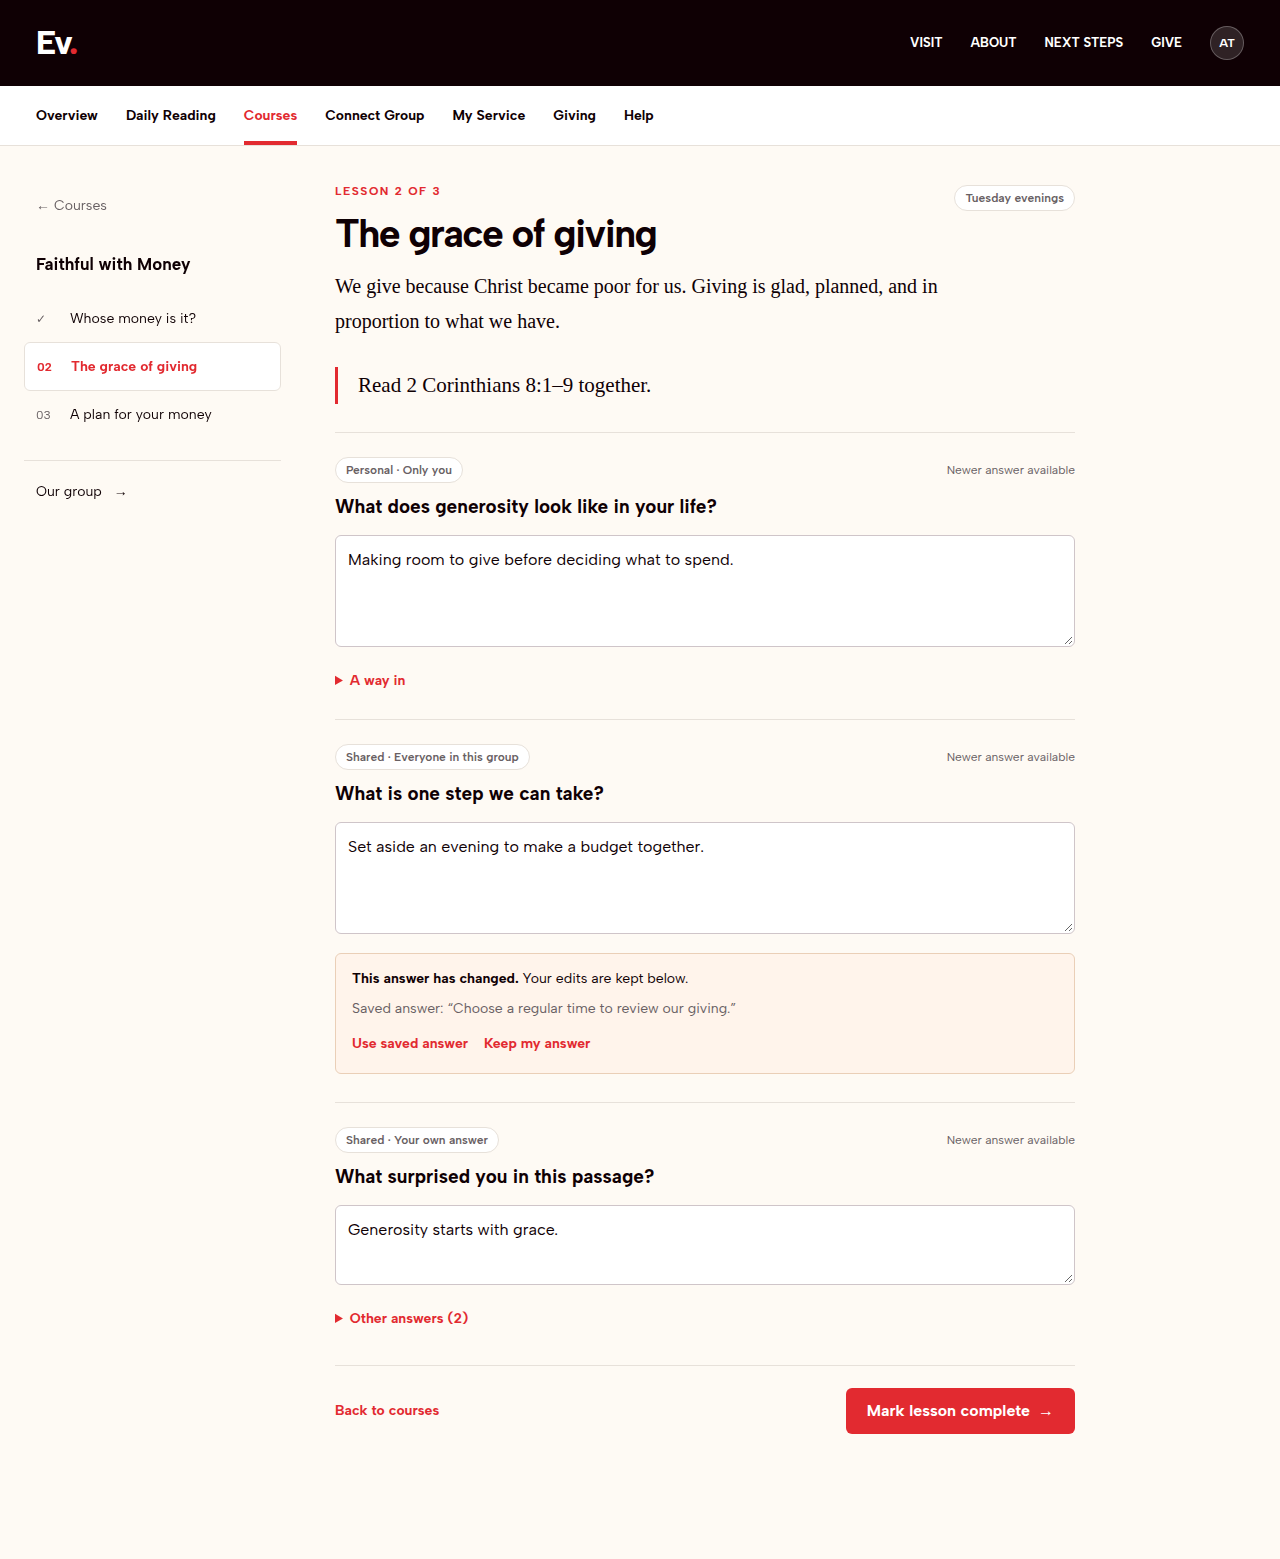 Ev.
VISIT ABOUT NEXT STEPS GIVE AT
Overview Daily Reading Courses Connect Group My Service Giving Help
← Courses
Faithful with Money
✓ Whose money is it?
02 The grace of giving
03 A plan for your money
Our group →
LESSON 2 OF 3
Tuesday evenings
The grace of giving
We give because Christ became poor for us. Giving is glad, planned, and in
proportion to what we have.
Read 2 Corinthians 8:1–9 together.
Personal · Only you
Newer answer available
What does generosity look like in your life?
Making room to give before deciding what to spend.
▶ A way in
Shared · Everyone in this group
Newer answer available
What is one step we can take?
Set aside an evening to make a budget together.
This answer has changed. Your edits are kept below.
Saved answer: “Choose a regular time to review our giving.”
Use saved answer Keep my answer
Shared · Your own answer
Newer answer available
What surprised you in this passage?
Generosity starts with grace.
▶ Other answers (2)
Back to courses
Mark lesson complete →